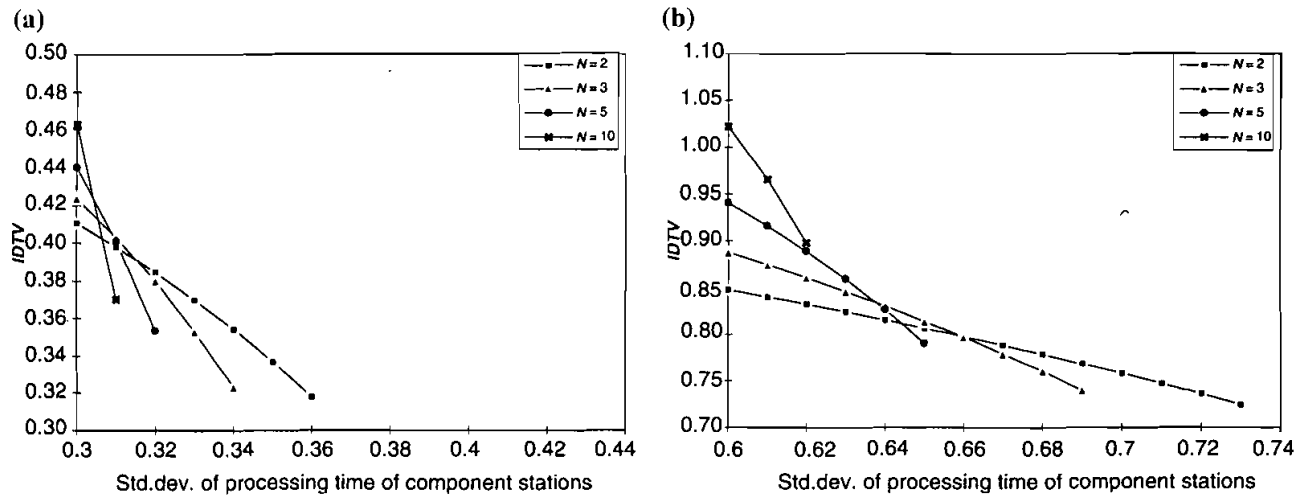 (a)
0.50
0.48
0.46
0.44
0.42
0.40
0.38
0.36
0.34
0.32
0.30
IDTV
0.3 0.32 0.34 0.36 0.38 0.4 0.42 0.44
Std.dev. of processing time of component stations
N = 2
N = 3
N = 5
N = 10
(b)
1.10
1.05
1.00
0.95
0.90
0.85
0.80
0.75
0.70
IDTV
0.6 0.62 0.64 0.66 0.68 0.7 0.72 0.74
Std.dev. of processing time of component stations
N = 2
N = 3
N = 5
N = 10